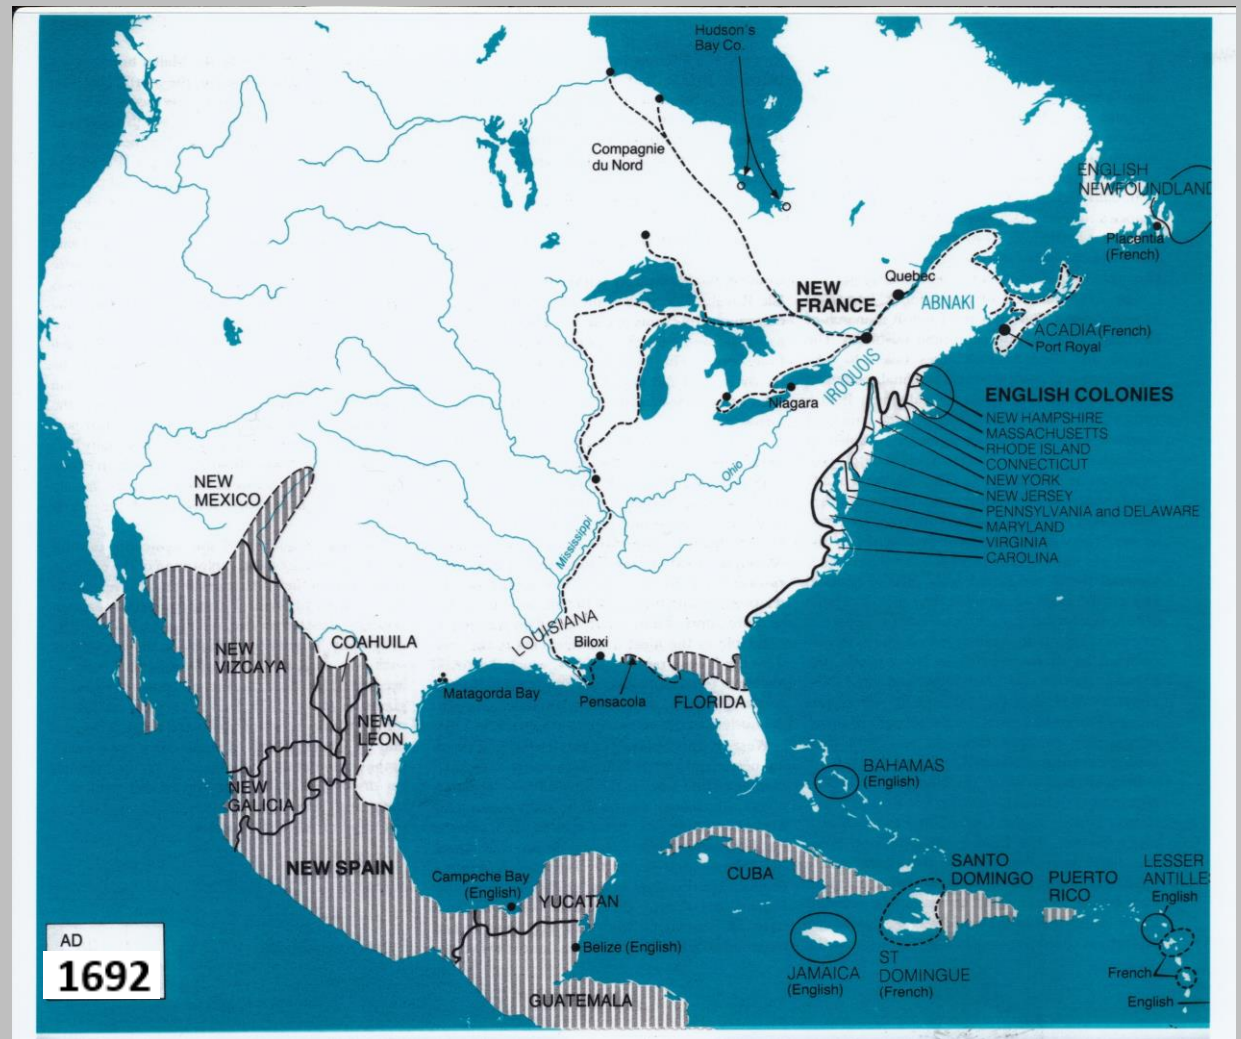 Hudson's
Bay Co.
Compagnie
du Nord
ENGLISH
NEWFOUNDLAND
Placentia
(French)
Quebec
NEW
FRANCE
ABNAKI
ACADIA (French)
Port Royal
IROQUOIS
Niagara
ENGLISH COLONIES
NEW HAMPSHIRE
MASSACHUSETTS
RHODE ISLAND
CONNECTICUT
NEW YORK
NEW JERSEY
PENNSYLVANIA and DELAWARE
MARYLAND
VIRGINIA
CAROLINA
Ohio
NEW
MEXICO
Mississippi
LOUISIANA
Biloxi
COAHUILA
NEW
VIZCAYA
Matagorda Bay
Pensacola
FLORIDA
NEW
LEON
BAHAMAS
(English)
NEW
GALICIA
NEW SPAIN
Campeche Bay
(English)
YUCATAN
CUBA
SANTO
DOMINGO
PUERTO
RICO
LESSER
ANTILLE
English
Belize (English)
JAMAICA
(English)
ST
DOMINGUE
(French)
French
English
GUATEMALA
AD
1692